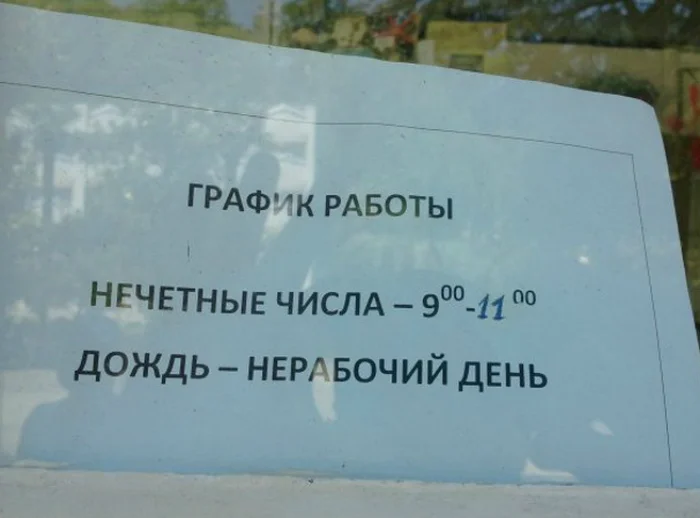 ГРАФИК РАБОТЫ
НЕЧЕТНЫЕ ЧИСЛА – 9⁰⁰-11⁰⁰
ДОЖДЬ – НЕРАБОЧИЙ ДЕНЬ